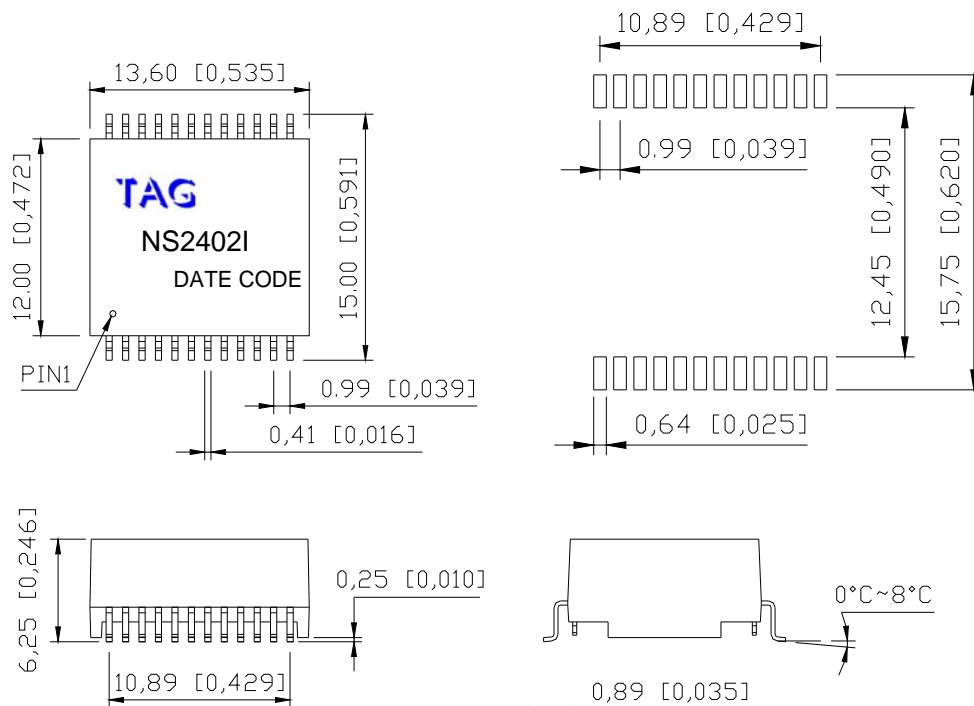 10,89 [0,429]
13,60 [0,535]
0.99 [0,039]
TAG
NS2402I
DATE CODE
12.00 [0,472]
15.00 [0,591]
12,45 [0,490]
15,75 [0,620]
PIN1
0.99 [0,039]
0,41 [0,016]
0,64 [0,025]
6,25 [0,246]
0,25 [0,010]
0°C~8°C
10,89 [0,429]
0,89 [0,035]